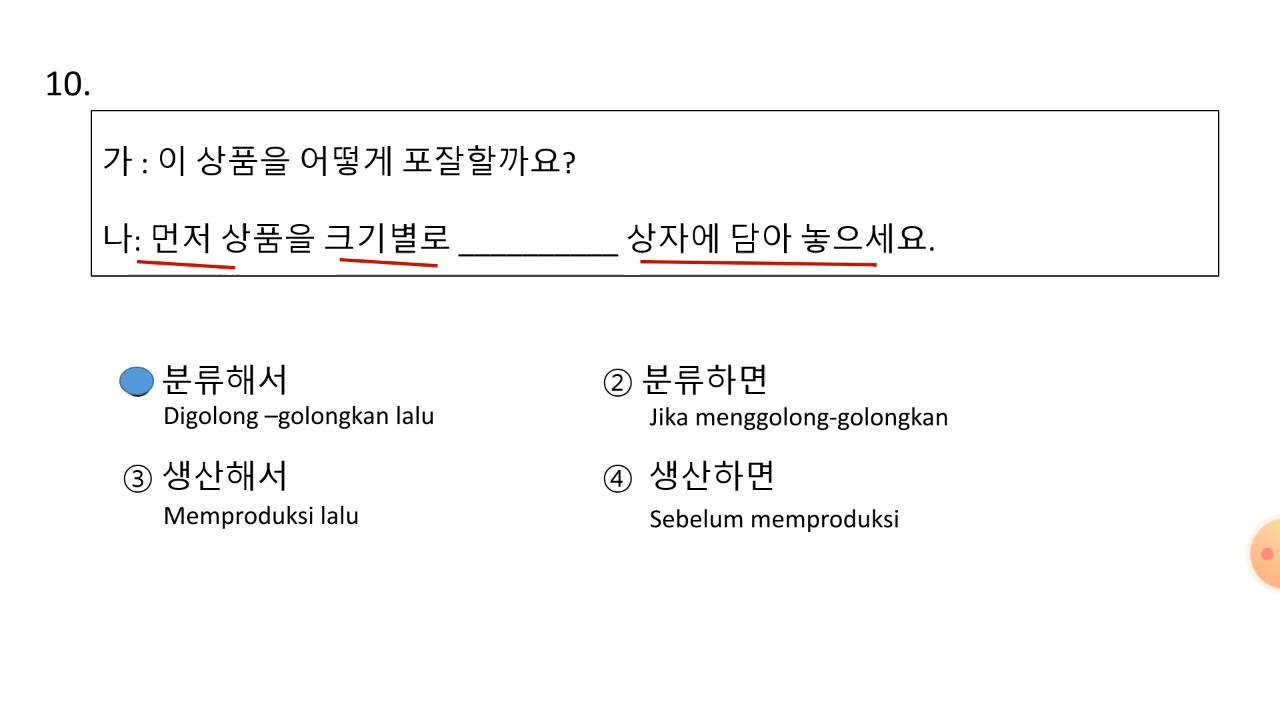 10.
가 : 이 상품을 어떻게 포잘할까요?
나: 먼저 상품을 크기별로 __________ 상자에 담아 놓으세요.
분류해서 ② 분류하면
Digolong –golongkan lalu Jika menggolong-golongkan
③ 생산해서 ④ 생산하면
Memproduksi lalu Sebelum memproduksi